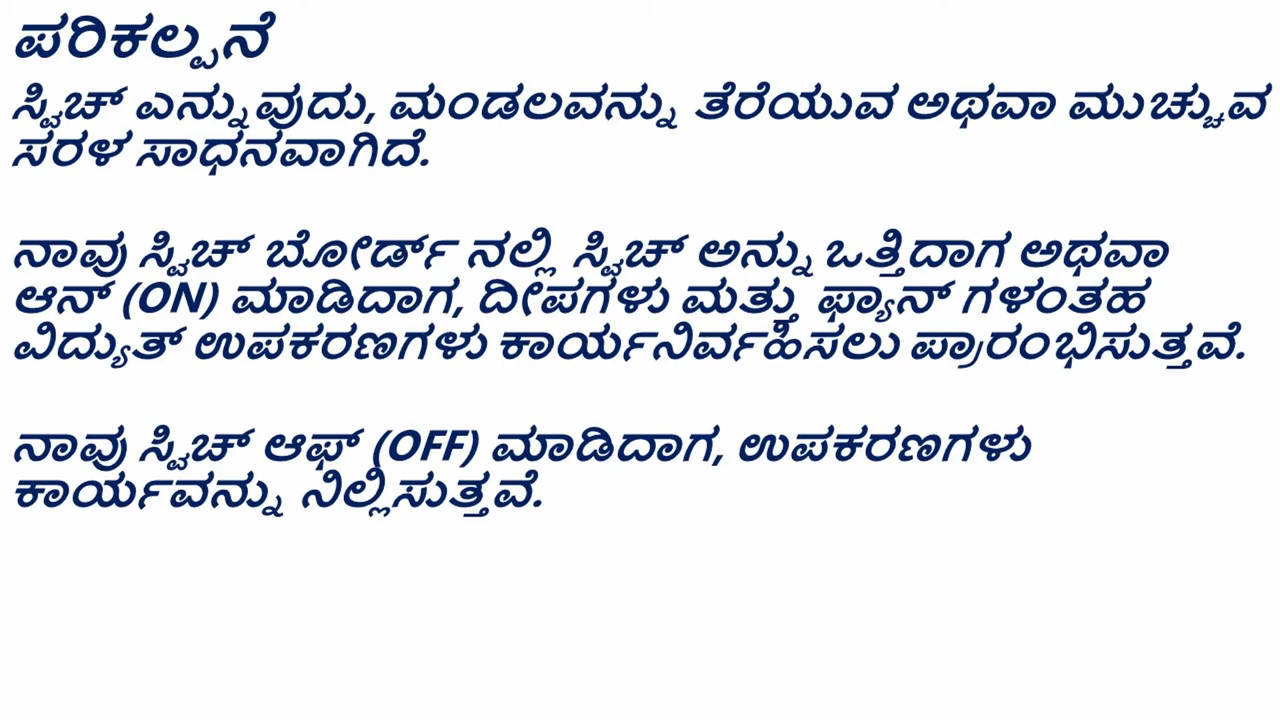 ಪರಿಕಲ್ಪನೆ
ಸ್ವಿಚ್ ಎನ್ನುವುದು, ಮಂಡಲವನ್ನು ತೆರೆಯುವ ಅಥವಾ ಮುಚ್ಚುವ
ಸರಳ ಸಾಧನವಾಗಿದೆ.
ನಾವು ಸ್ವಿಚ್ ಬೋರ್ಡ್ ನಲ್ಲಿ ಸ್ವಿಚ್ ಅನ್ನು ಒತ್ತಿದಾಗ ಅಥವಾ
ಆನ್ (ON) ಮಾಡಿದಾಗ, ದೀಪಗಳು ಮತ್ತು ಫ್ಯಾನ್ ಗಳಂತಹ
ವಿದ್ಯುತ್ ಉಪಕರಣಗಳು ಕಾರ್ಯನಿರ್ವಹಿಸಲು ಪ್ರಾರಂಭಿಸುತ್ತವೆ.
ನಾವು ಸ್ವಿಚ್ ಆಫ್ (OFF) ಮಾಡಿದಾಗ, ಉಪಕರಣಗಳು
ಕಾರ್ಯವನ್ನು ನಿಲ್ಲಿಸುತ್ತವೆ.